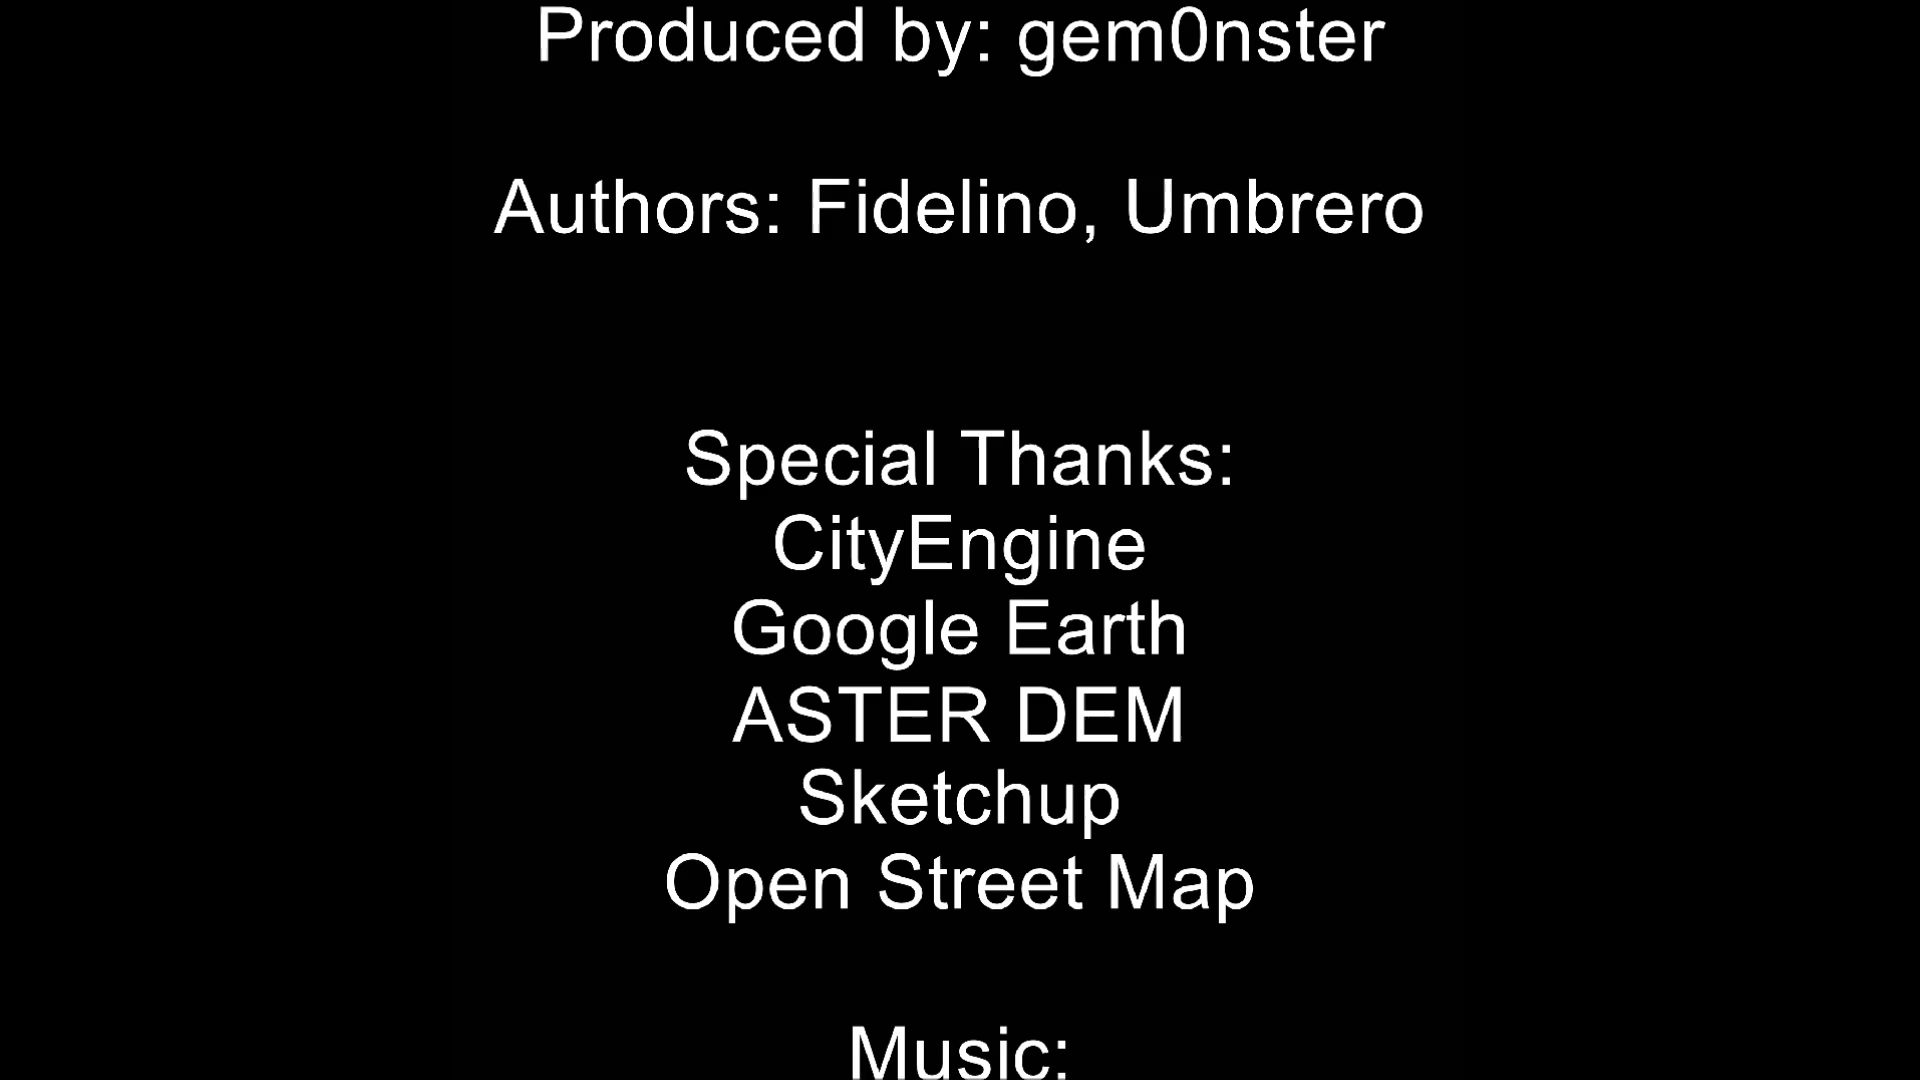 Produced by: gem0nster
Authors: Fidelino, Umbrero
Special Thanks:
CityEngine
Google Earth
ASTER DEM
Sketchup
Open Street Map
Music: